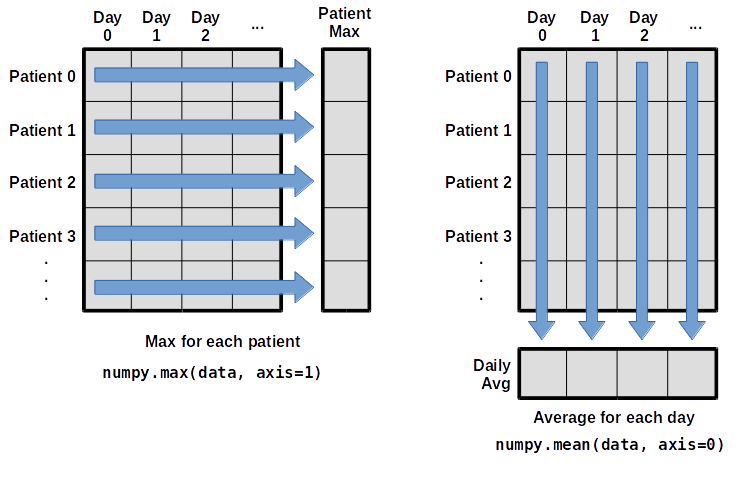 Day 0
Day 1
Day 2
...
Patient Max
Patient 0
Patient 1
Patient 2
Patient 3
.
.
.
Max for each patient
numpy.max(data, axis=1)
Day 0
Day 1
Day 2
...
Patient 0
Patient 1
Patient 2
Patient 3
.
.
.
Daily Avg
Average for each day
numpy.mean(data, axis=0)